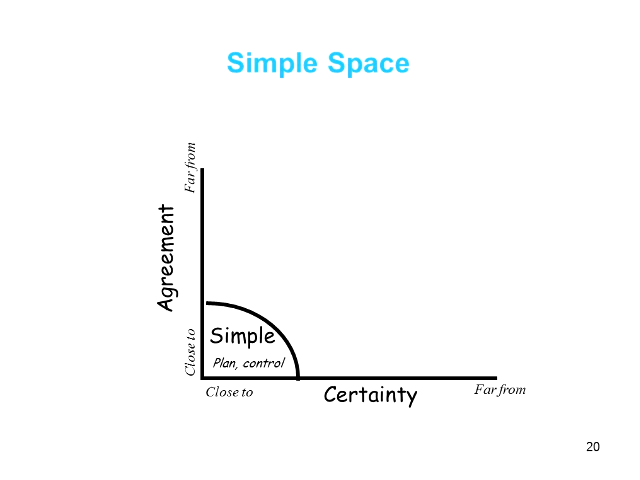 Simple Space
Far from
Agreement
Close to
Simple
Plan, control
Close to
Certainty
Far from
20